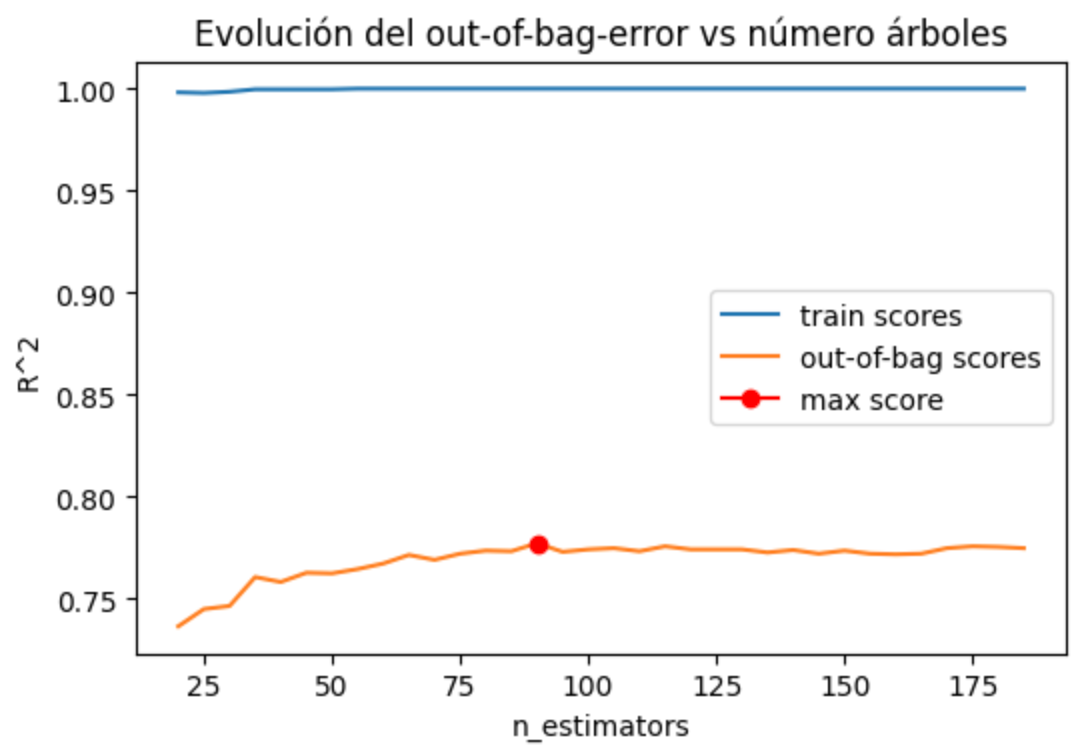 Evolución del out-of-bag-error vs número árboles
1.00
0.95
0.90
0.85
0.80
0.75
R^2
train scores
out-of-bag scores
max score
25 50 75 100 125 150 175
n_estimators